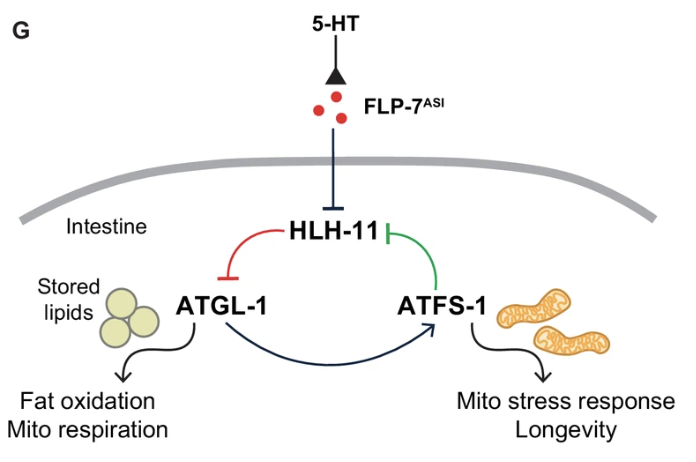 G
5-HT
FLP-7ᴬˢᴵ
Intestine
HLH-11
Stored
lipids
ATGL-1
ATFS-1
Fat oxidation
Mito respiration
Mito stress response
Longevity